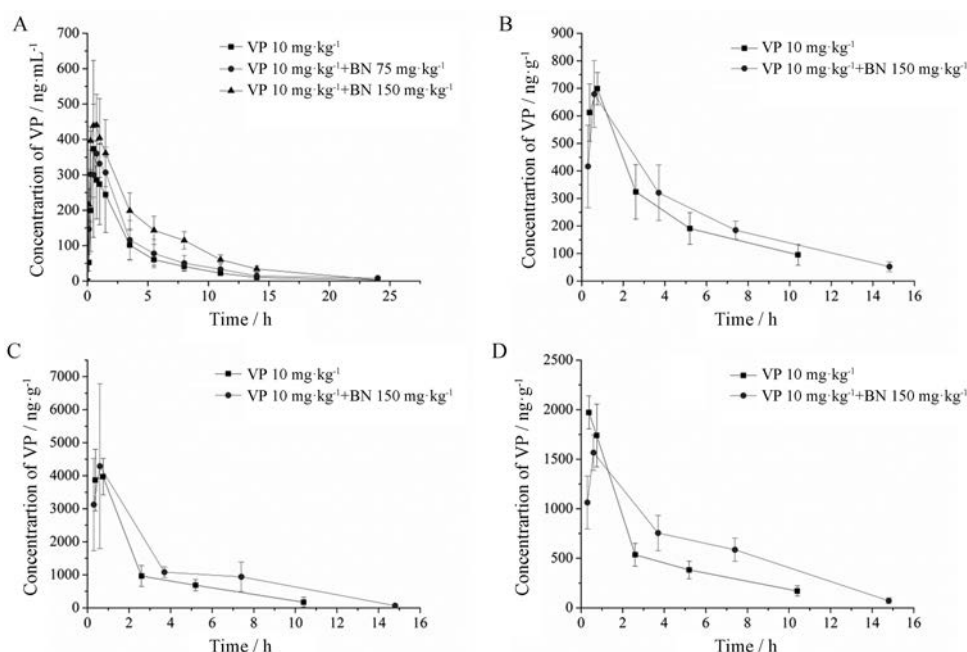 A
Concentrartion of VP / ng·mL⁻¹
700
600
500
400
300
200
100
0
VP 10 mg·kg⁻¹
VP 10 mg·kg⁻¹+BN 75 mg·kg⁻¹
VP 10 mg·kg⁻¹+BN 150 mg·kg⁻¹
0 5 10 15 20 25
Time / h
B
Concentrartion of VP / ng·g⁻¹
900
800
700
600
500
400
300
200
100
0
VP 10 mg·kg⁻¹
VP 10 mg·kg⁻¹+BN 150 mg·kg⁻¹
0 2 4 6 8 10 12 14 16
Time / h
C
Concentrartion of VP / ng·g⁻¹
7000
6000
5000
4000
3000
2000
1000
0
VP 10 mg·kg⁻¹
VP 10 mg·kg⁻¹+BN 150 mg·kg⁻¹
0 2 4 6 8 10 12 14 16
Time / h
D
Concentrartion of VP / ng·g⁻¹
2500
2000
1500
1000
500
0
VP 10 mg·kg⁻¹
VP 10 mg·kg⁻¹+BN 150 mg·kg⁻¹
0 2 4 6 8 10 12 14 16
Time / h